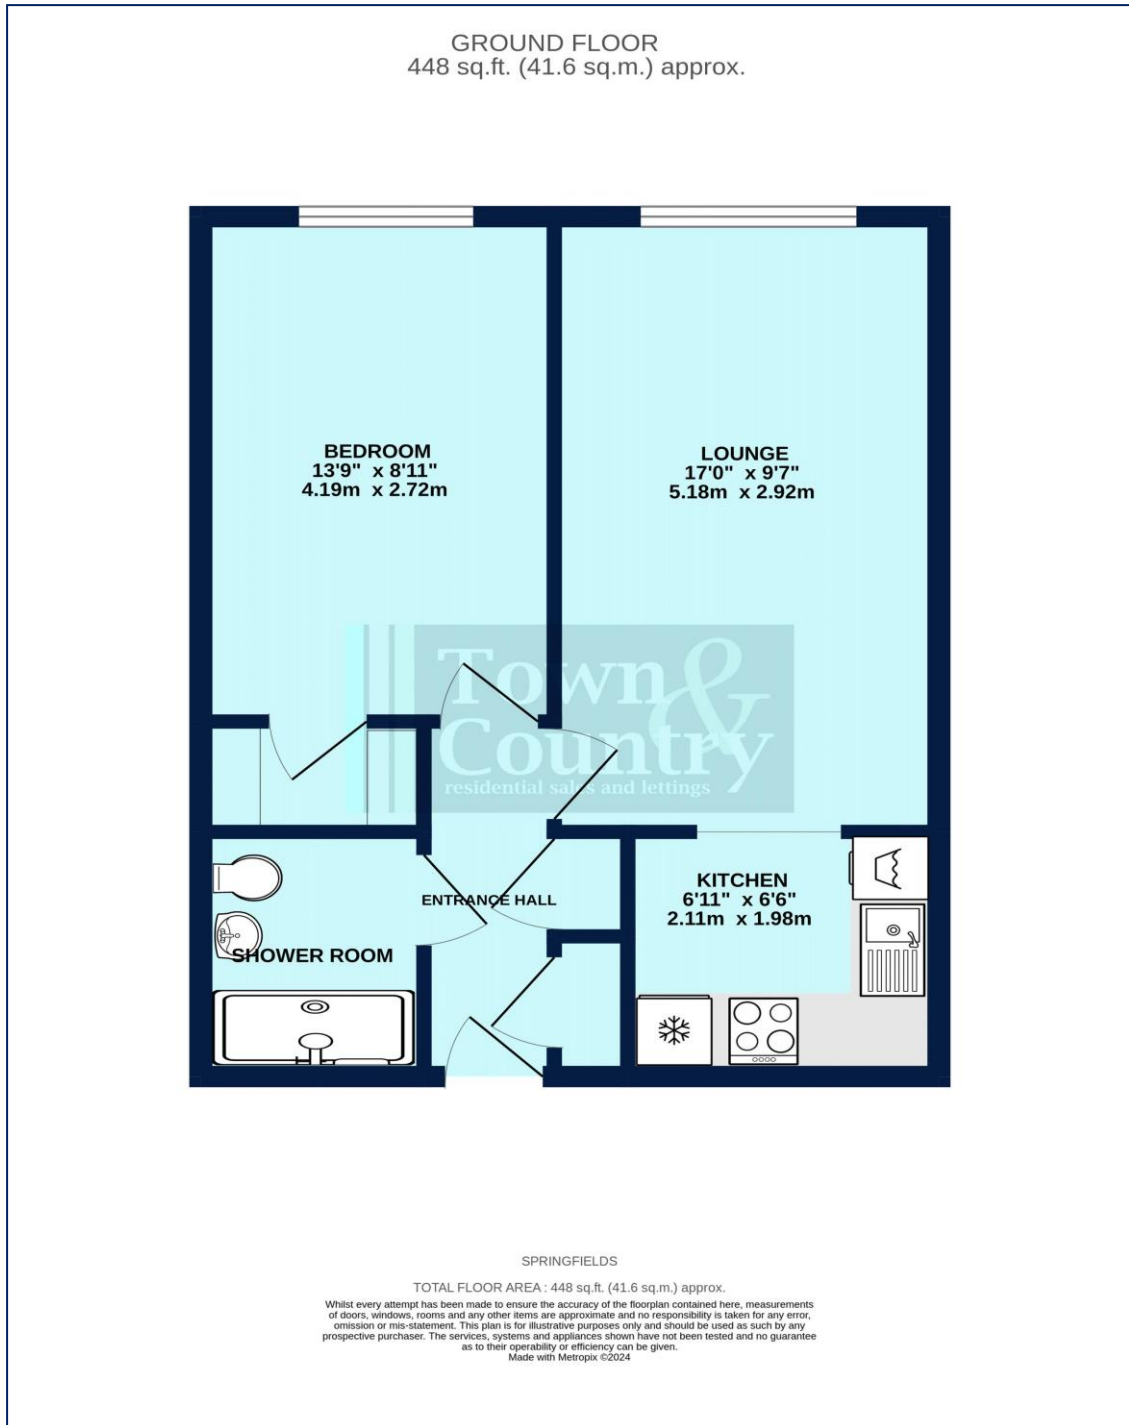 GROUND FLOOR
448 sq.ft. (41.6 sq.m.) approx.
BEDROOM
13'9" x 8'11"
4.19m x 2.72m
LOUNGE
17'0" x 9'7"
5.18m x 2.92m
Town &
Country
residential sales and lettings
ENTRANCE HALL
KITCHEN
6'11" x 6'6"
2.11m x 1.98m
SHOWER ROOM
SPRINGFIELDS
TOTAL FLOOR AREA : 448 sq.ft. (41.6 sq.m.) approx.
Whilst every attempt has been made to ensure the accuracy of the floorplan contained here, measurements
of doors, windows, rooms and any other items are approximate and no responsibility is taken for any error,
omission or mis-statement. This plan is for illustrative purposes only and should be used as such by any
prospective purchaser. The services, systems and appliances shown have not been tested and no guarantee
as to their operability or efficiency can be given.
Made with Metropix ©2024